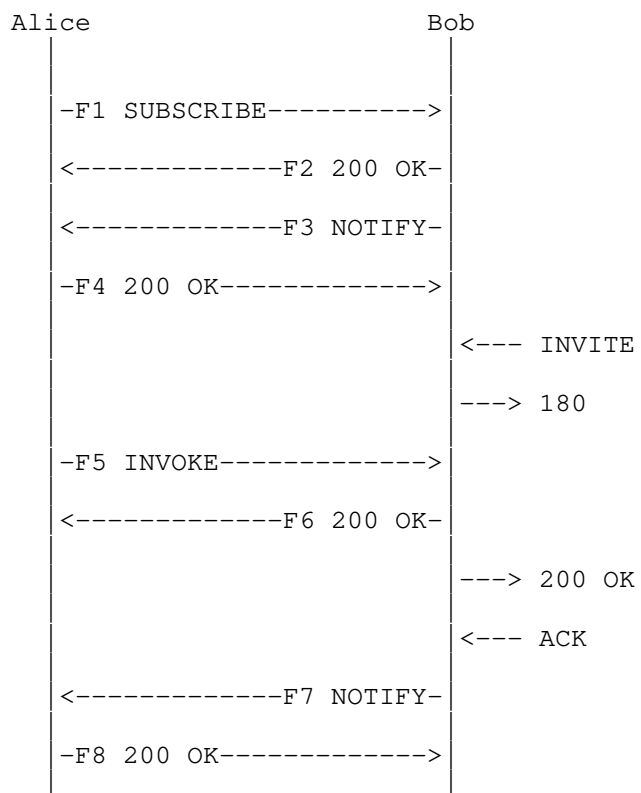 Alice Bob
-F1 SUBSCRIBE---------->
<-------------F2 200 OK-
<-------------F3 NOTIFY-
-F4 200 OK------------->
<--- INVITE
---> 180
-F5 INVOKE------------->
<-------------F6 200 OK-
---> 200 OK
<--- ACK
<-------------F7 NOTIFY-
-F8 200 OK------------->